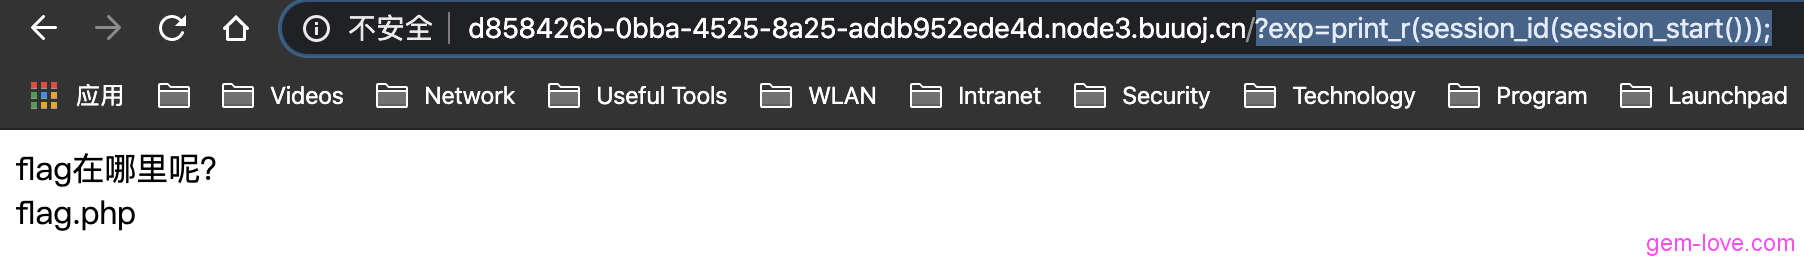 不安全 d858426b-0bba-4525-8a25-addb952ede4d.node3.buuoj.cn/?exp=print_r(session_id(session_start()));
应用 Videos Network Useful Tools WLAN Intranet Security Technology Program Launchpad
flag在哪里呢?
flag.php
gem-love.com